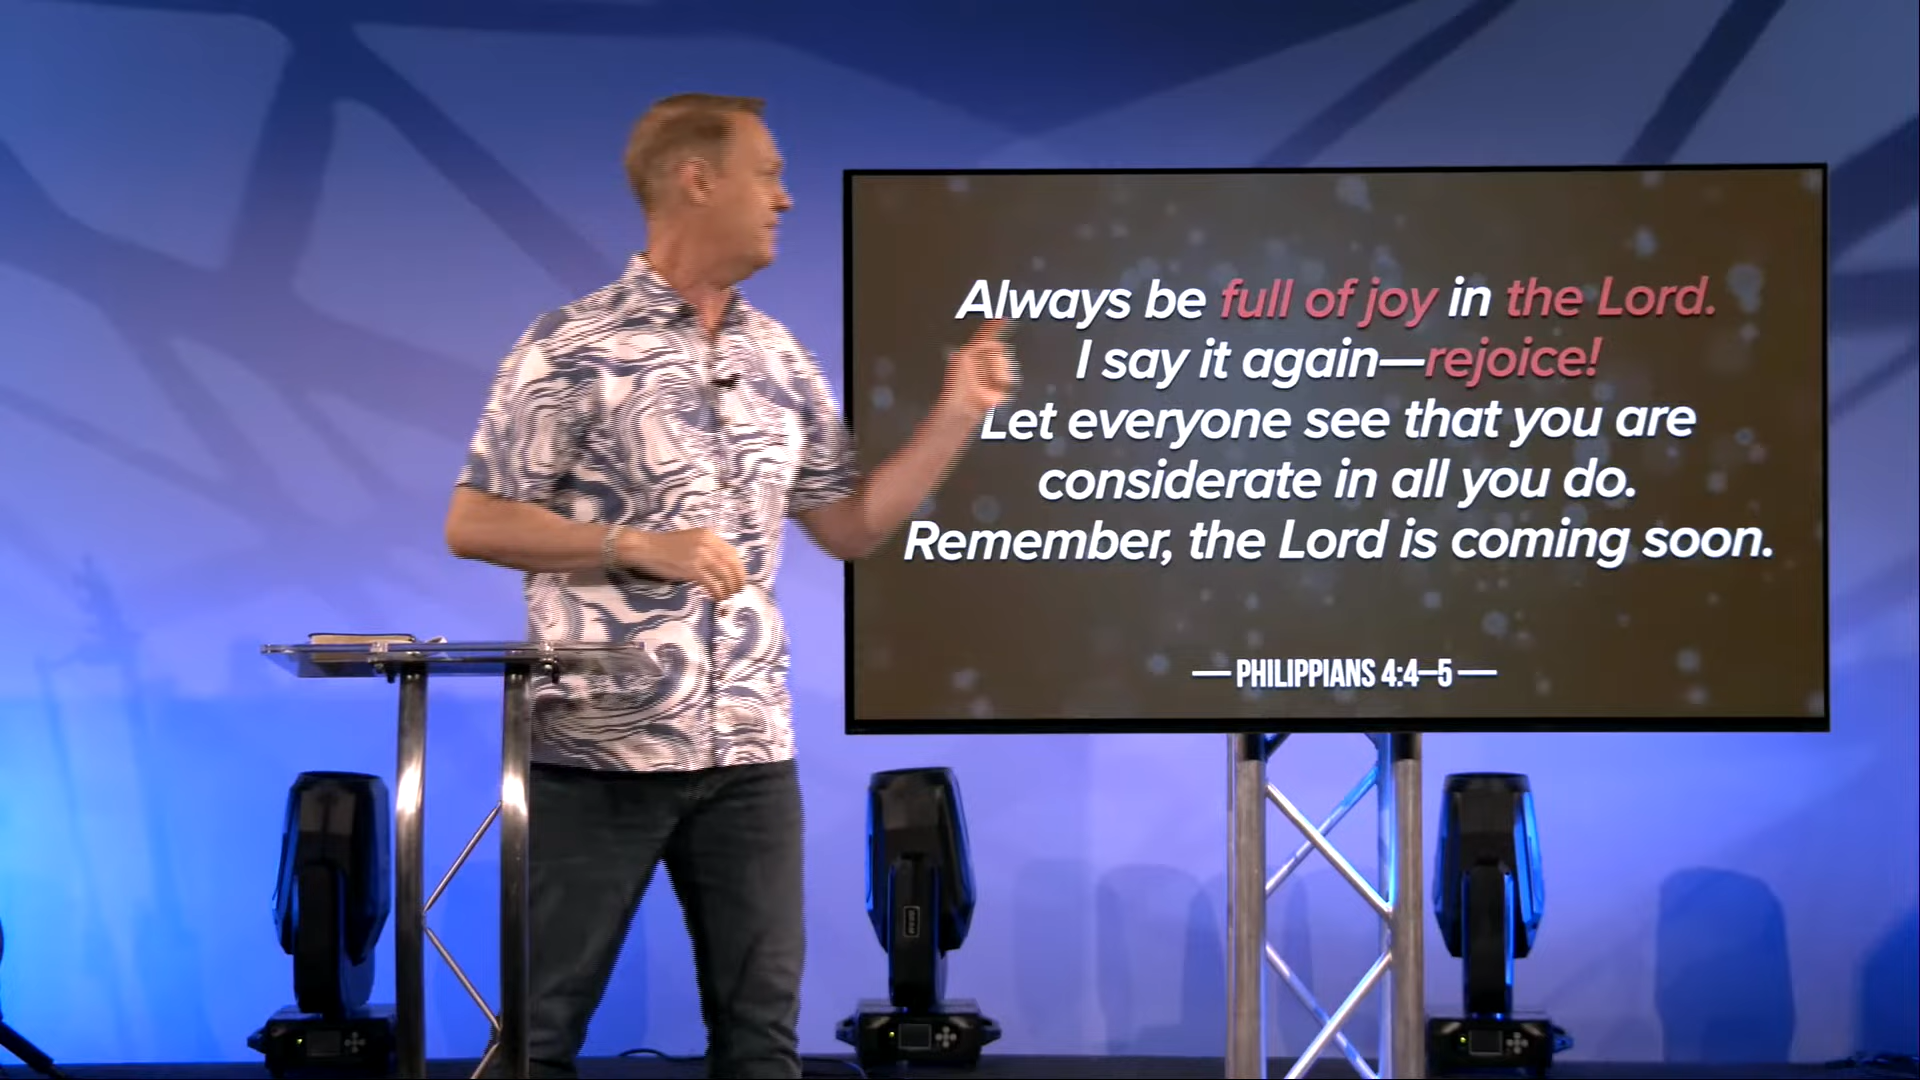 Always be full of joy in the Lord.
I say it again—rejoice!
Let everyone see that you are
considerate in all you do.
Remember, the Lord is coming soon.
— PHILIPPIANS 4:4–5 —